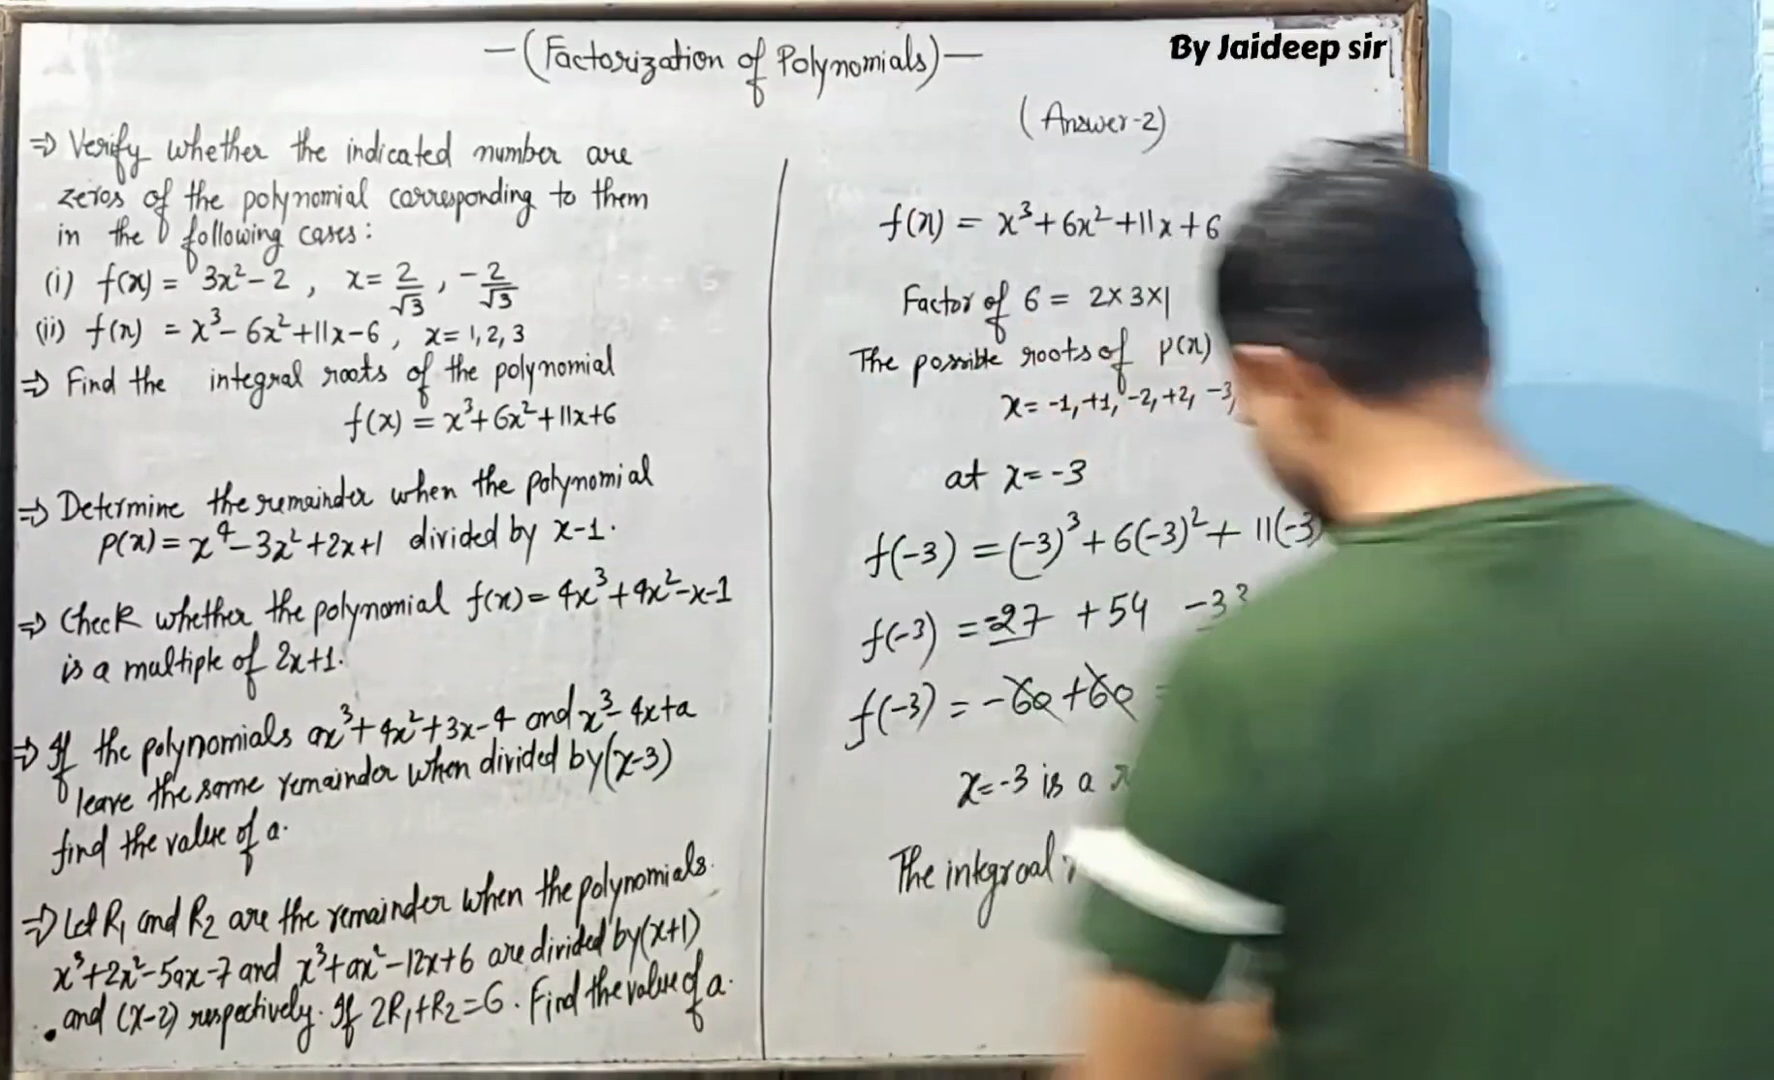 —(Factorization of Polynomials)—
By Jaideep sir
⇒ Verify whether the indicated number are
zeros of the polynomial corresponding to them
in the following cases:
(i) f(x) = 3x²-2 , x= 2/√3 , -2/√3
(ii) f(x) = x³-6x²+11x-6 , x=1,2,3
⇒ Find the integral roots of the polynomial
f(x) = x³+6x²+11x+6
⇒ Determine the remainder when the polynomial
p(x) = x⁴-3x²+2x+1 divided by x-1.
⇒ Check whether the polynomial f(x)= 4x³+4x²-x-1
is a multiple of 2x+1.
⇒ If the polynomials ax³+4x²+3x-4 and x³-4x+a
leave the same remainder when divided by (x-3)
find the value of a.
⇒ Let R₁ and R₂ are the remainder when the polynomials.
x³+2x²-5ax-7 and x³+ax²-12x+6 are divided by (x+1)
and (x-2) respectively. If 2R₁+R₂=6. Find the value of a.
(Answer-2)
f(x) = x³+6x²+11x+6
Factor of 6 = 2×3×1
The possible roots of p(x)
x= -1,+1,-2,+2,-3,
at x=-3
f(-3) = (-3)³+6(-3)²+11(-3)
f(-3) = -27 +54 -33
f(-3) = -60 +60 =
x=-3 is a
The integroal